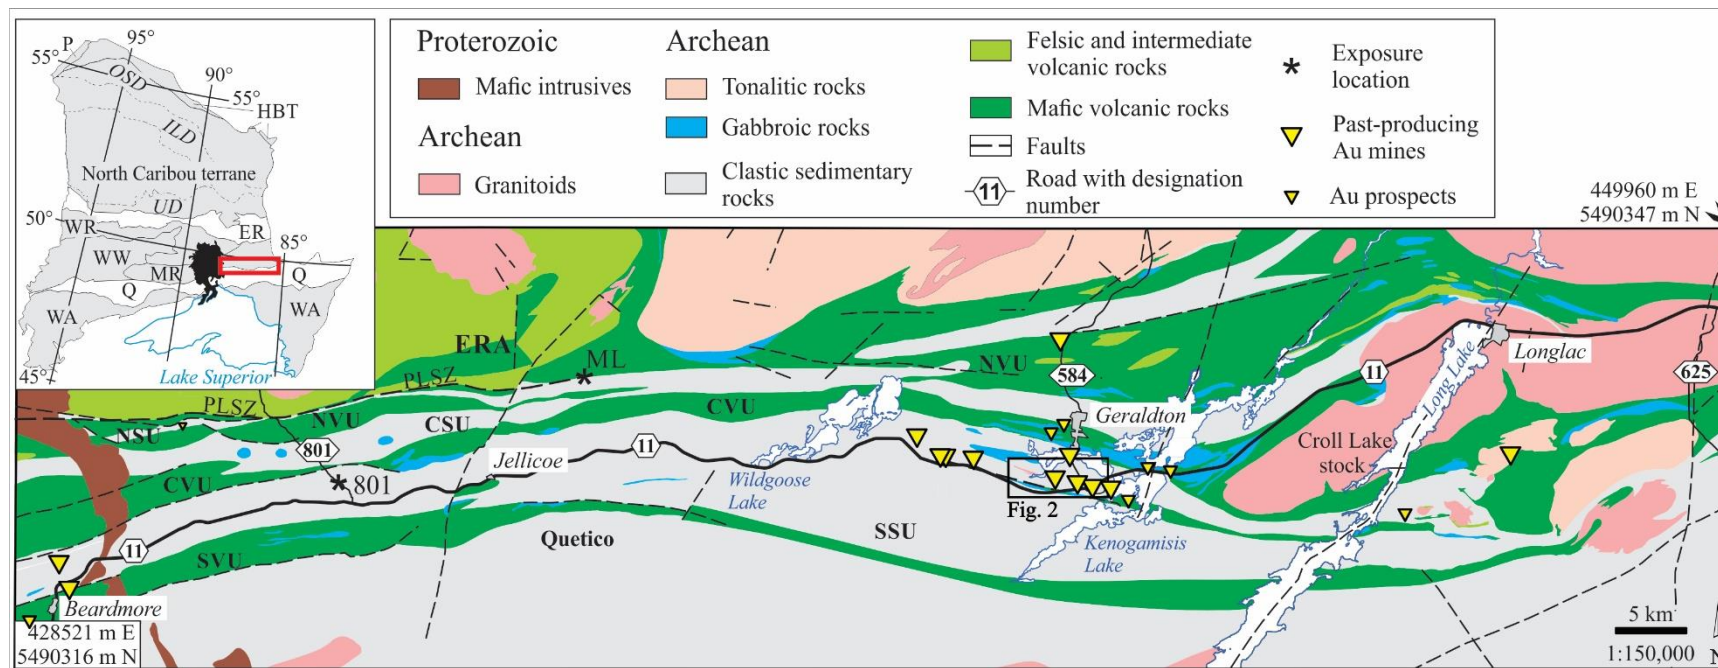 P
95°
55°
OSD
90°
55°
HBT
ILD
North Caribou terrane
UD
50°
WR
ER
85°
WW
MR
Q
Q
WA
WA
45°
Lake Superior
Proterozoic
Mafic intrusives
Archean
Granitoids
Archean
Tonalitic rocks
Gabbroic rocks
Clastic sedimentary
rocks
Felsic and intermediate
volcanic rocks
Mafic volcanic rocks
Faults
11
Road with designation
number
Exposure
location
Past-producing
Au mines
Au prospects
449960 m E
5490347 m N
ERA
ML
PLSZ
PLSZ
NVU
NVU
NSU
CSU
CVU
CVU
801
801
11
Jellicoe
Wildgoose
Lake
584
Geraldton
11
Longlac
625
Long Lake
Croll Lake
stock
Fig. 2
Kenogamisis
Lake
SSU
Quetico
SVU
11
Beardmore
428521 m E
5490316 m N
5 km
1:150,000
N